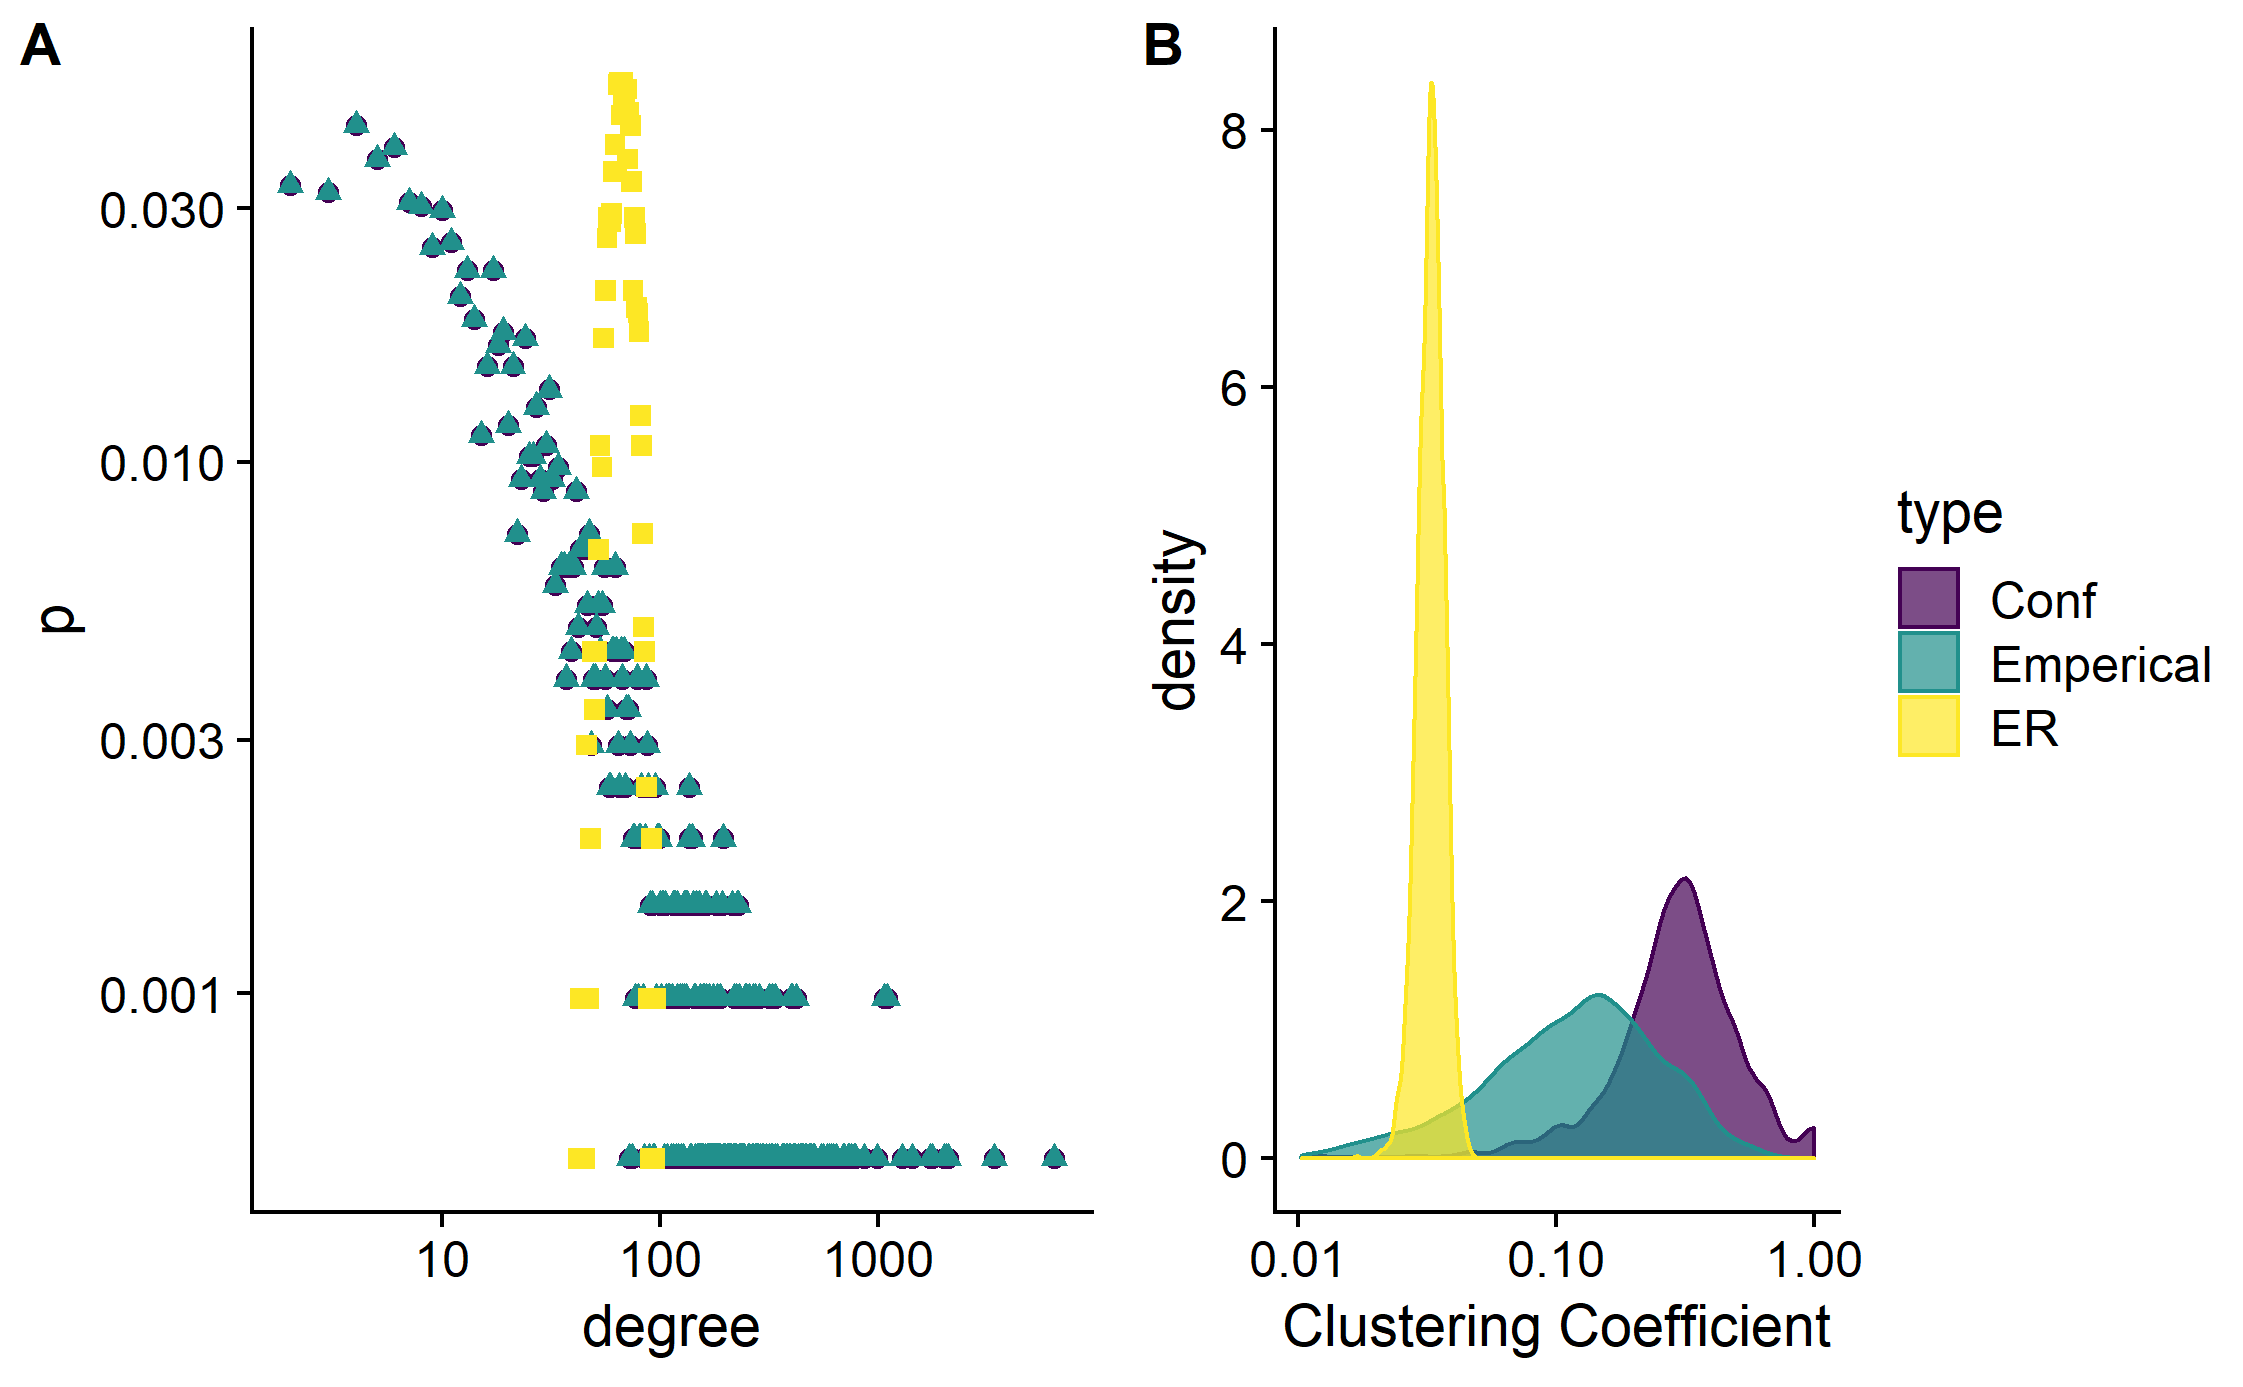 A
p
0.030
0.010
0.003
0.001
10 100 1000
degree
B
density
8
6
4
2
0
0.01 0.10 1.00
Clustering Coefficient
type
Conf
Emperical
ER